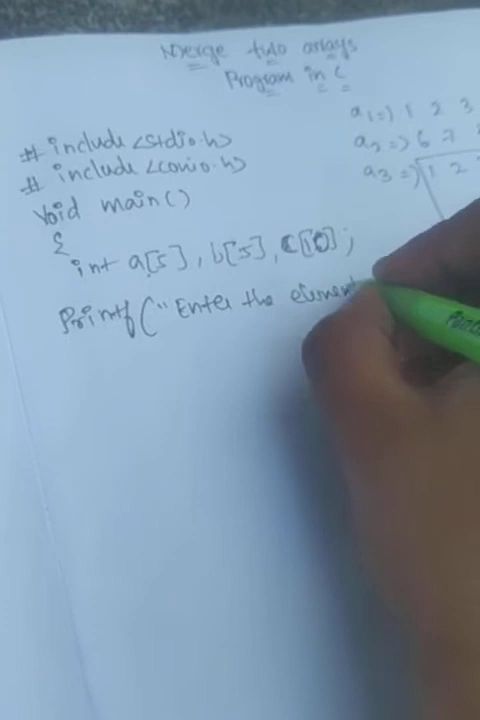 Merge two arrays
Program in C
a1=) 1 2 3
a2=) 6 7
a3=) 1 2
# include <stdio.h>
# include <conio.h>
void main()
{
int a[5], b[5], c[10];
Printf("Enter the element